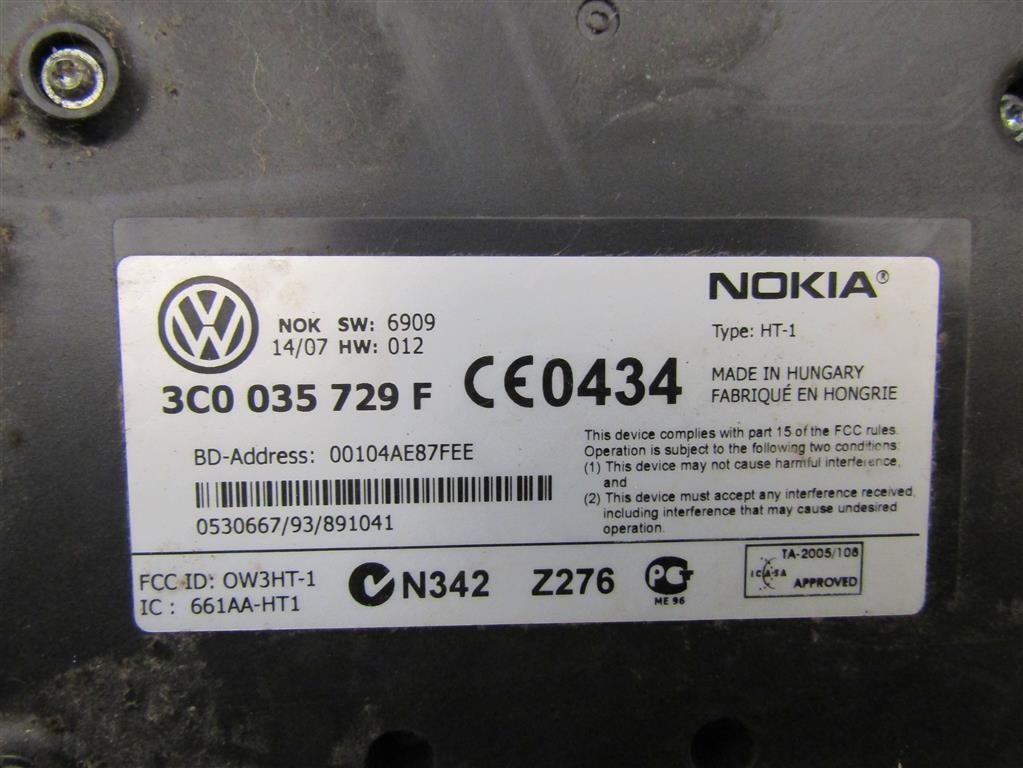 NOKIA®
NOK SW: 6909
14/07 HW: 012
Type: HT-1
3C0 035 729 F
CE0434
MADE IN HUNGARY
FABRIQUÉ EN HONGRIE
BD-Address: 00104AE87FEE
0530667/93/891041
This device complies with part 15 of the FCC rules.
Operation is subject to the following two conditions:
(1) This device may not cause harmful interference,
and
(2) This device must accept any interference received,
including interference that may cause undesired
operation.
FCC ID: OW3HT-1
IC : 661AA-HT1
N342
Z276
ME 96
TA-2005/108
ICASA
APPROVED